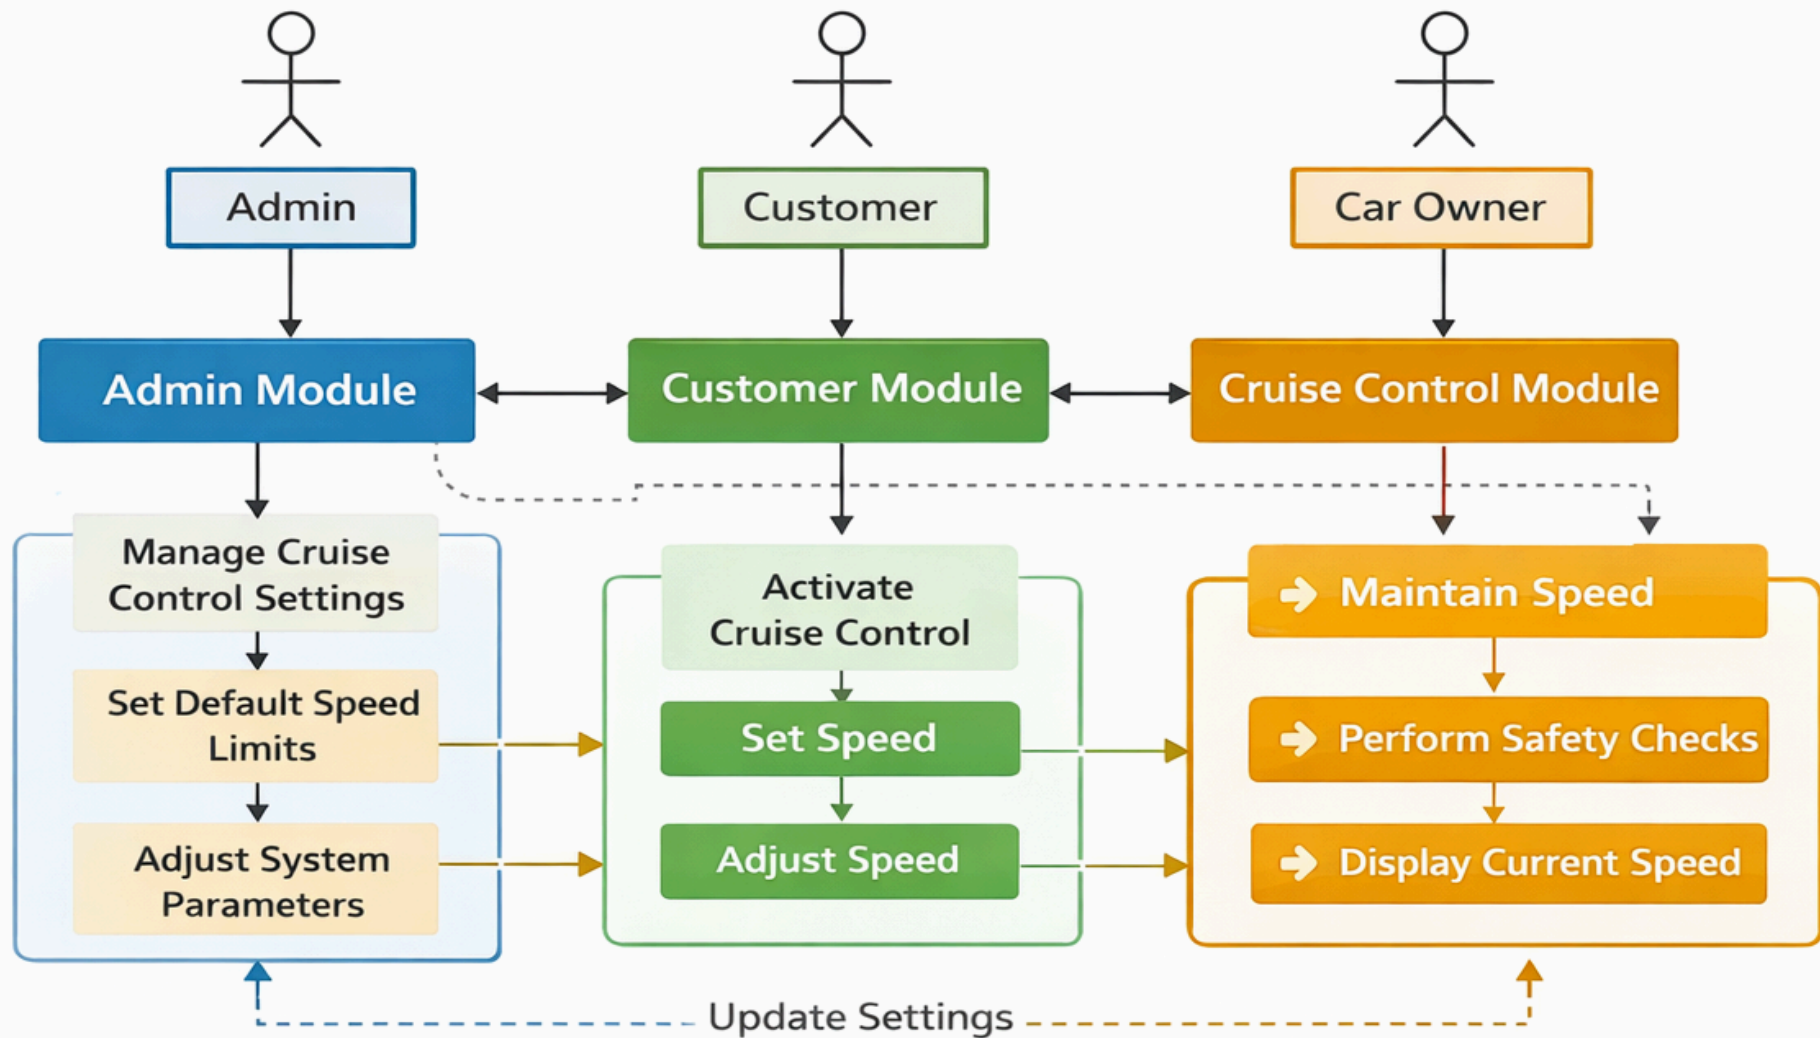 Admin
Customer
Car Owner
Admin Module
Customer Module
Cruise Control Module
Manage Cruise
Control Settings
Set Default Speed
Limits
Adjust System
Parameters
Activate
Cruise Control
Set Speed
Adjust Speed
Maintain Speed
Perform Safety Checks
Display Current Speed
Update Settings